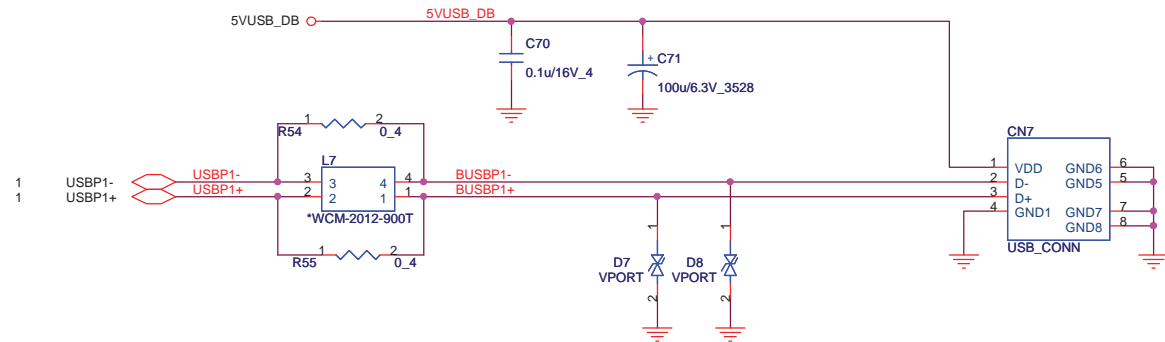 5VUSB_DB
5VUSB_DB
C70
0.1u/16V_4
+
C71
100u/6.3V_3528
1
2
R54
0_4
L7
1
USBP1-
USBP1-
3
3
4
4
BUSBP1-
1
USBP1+
USBP1+
2
2
1
1
BUSBP1+
*WCM-2012-900T
1
2
R55
0_4
CN7
1
VDD
GND6
6
2
D-
GND5
5
3
D+
4
GND1
GND7
7
GND8
8
USB_CONN
1
1
D7
D8
VPORT
VPORT
2
2